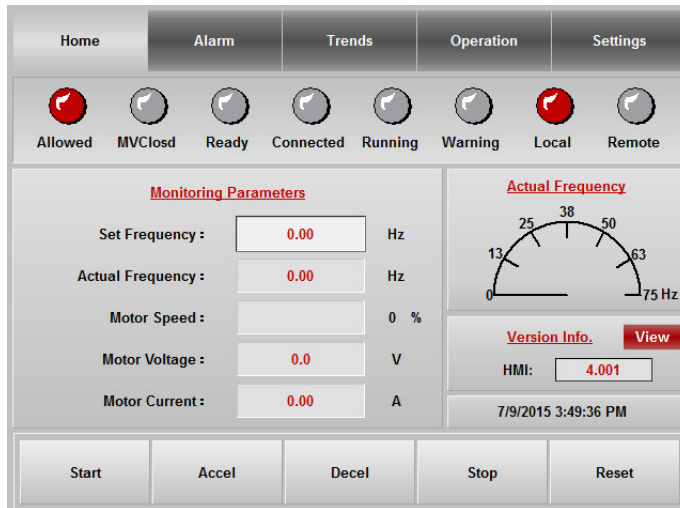 Home Alarm Trends Operation Settings
Allowed MVClosd Ready Connected Running Warning Local Remote
Monitoring Parameters
Set Frequency: 0.00 Hz
Actual Frequency: 0.00 Hz
Motor Speed: 0 %
Motor Voltage: 0.0 V
Motor Current: 0.00 A
Actual Frequency
0 13 25 38 50 63 75 Hz
Version Info. View
HMI: 4.001
7/9/2015 3:49:36 PM
Start Accel Decel Stop Reset